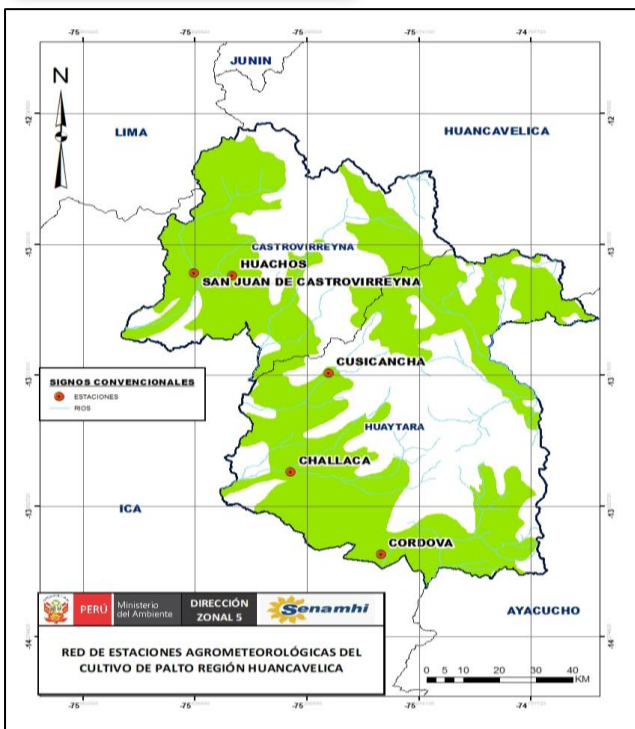 -75 -75 -75 -75 -74
JUNIN
N
LIMA
HUANCAVELICA
-12
-13
CASTROVIRREYNA
HUACHOS
SAN JUAN DE CASTROVIRREYNA
CUSICANCHA
-13
SIGNOS CONVENCIONALES
ESTACIONES
RIOS
HUAYTARA
CHALLACA
ICA
-13
CORDOVA
PERÚ
Ministerio
del Ambiente
DIRECCIÓN
ZONAL 5
Senamhi
AYACUCHO
-14
RED DE ESTACIONES AGROMETEOROLÓGICAS DEL
CULTIVO DE PALTO REGIÓN HUANCAVELICA
0 5 10 20 30 40
KM
-75 -75 -75 -75 -74